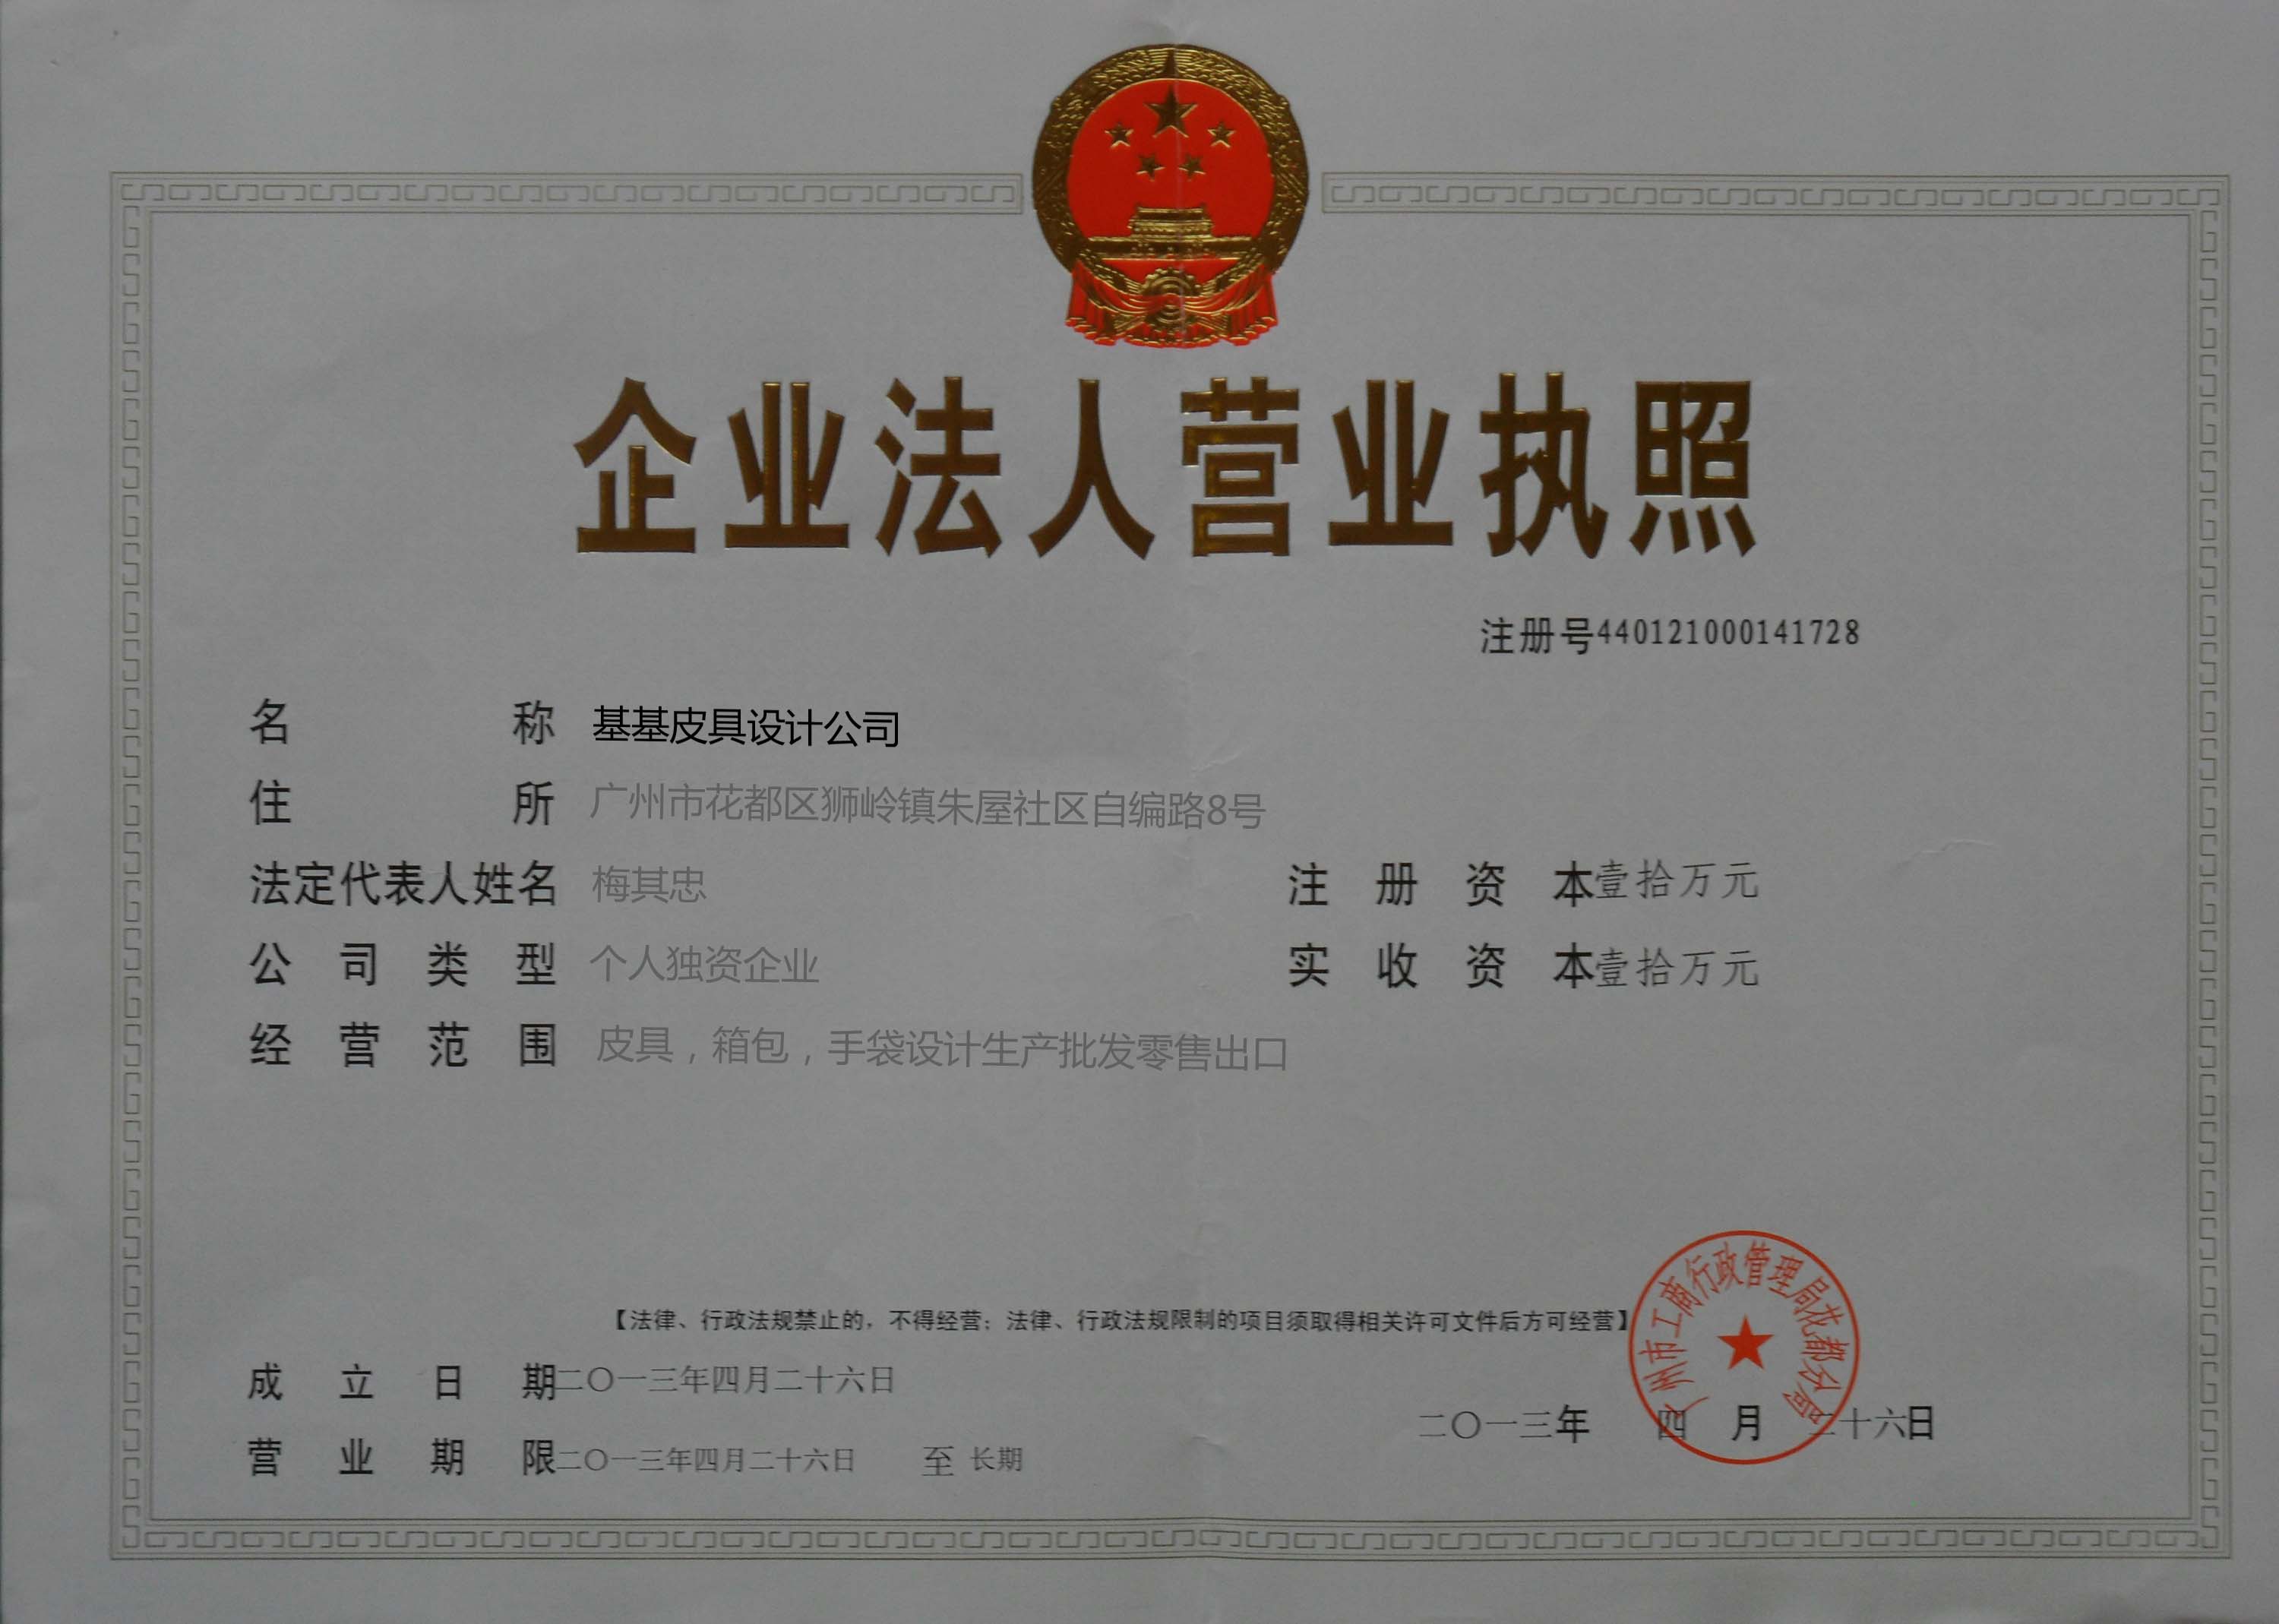 企业法人营业执照
注册号440121000141728
名称 基基皮具设计公司
住所 广州市花都区狮岭镇朱屋社区自编路8号
法定代表人姓名 梅其忠 注册资本壹拾万元
公司类型 个人独资企业 实收资本壹拾万元
经营范围 皮具，箱包，手袋设计生产批发零售出口
【法律、行政法规禁止的，不得经营；法律、行政法规限制的项目须取得相关许可文件后方可经营】
广州市工商行政管理局花都分局
成立日期二〇一三年四月二十六日
二〇一三年 四 月 二十六日
营业期限二〇一三年四月二十六日 至 长期